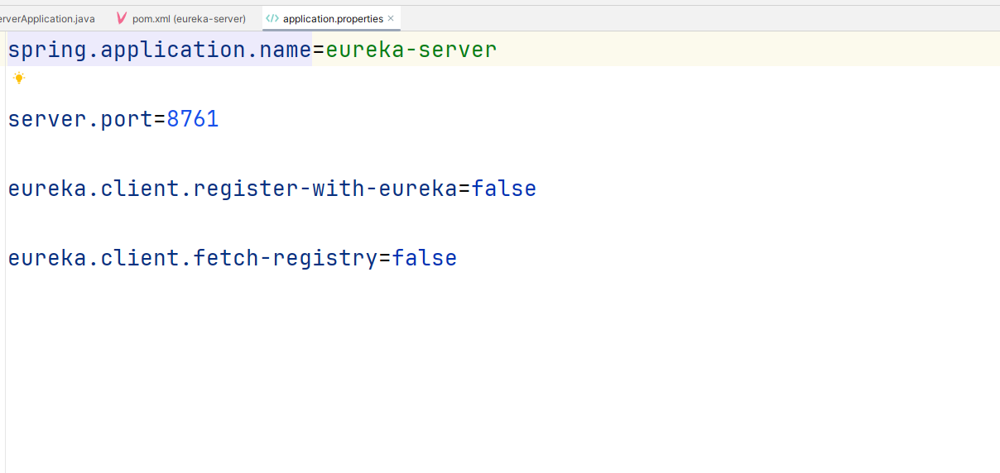 erverApplication.java pom.xml (eureka-server) application.properties
spring.application.name=eureka-server
server.port=8761
eureka.client.register-with-eureka=false
eureka.client.fetch-registry=false